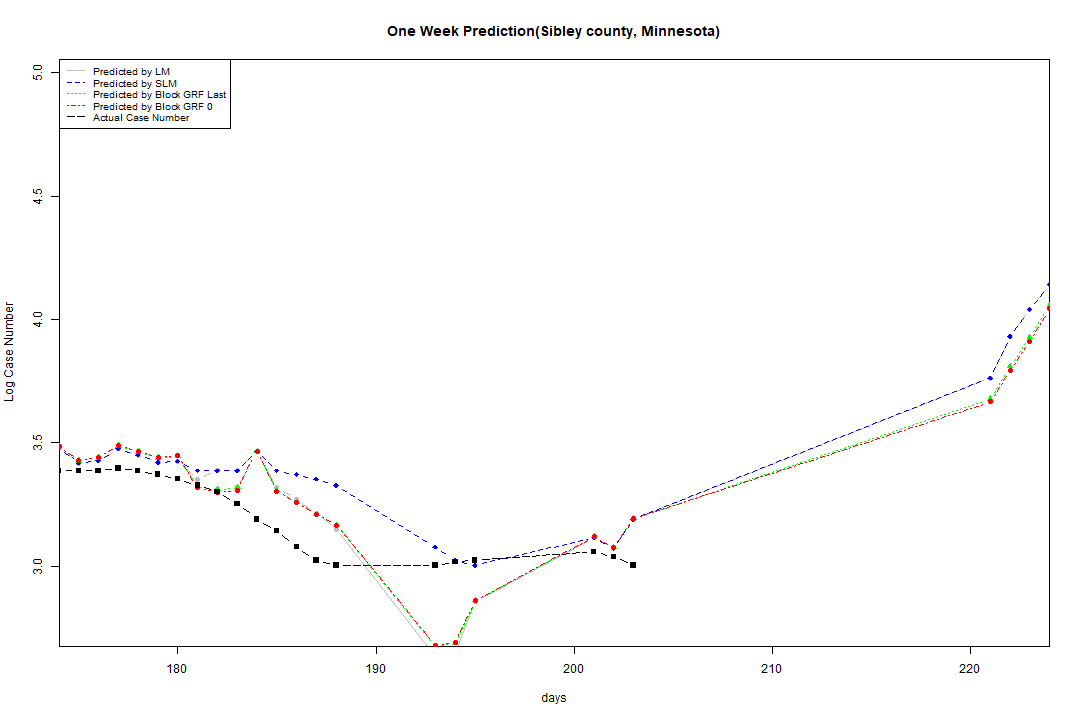 One Week Prediction(Sibley county, Minnesota)
Predicted by LM
Predicted by SLM
Predicted by Block GRF Last
Predicted by Block GRF 0
Actual Case Number
5.0
4.5
4.0
3.5
3.0
Log Case Number
180 190 200 210 220
days